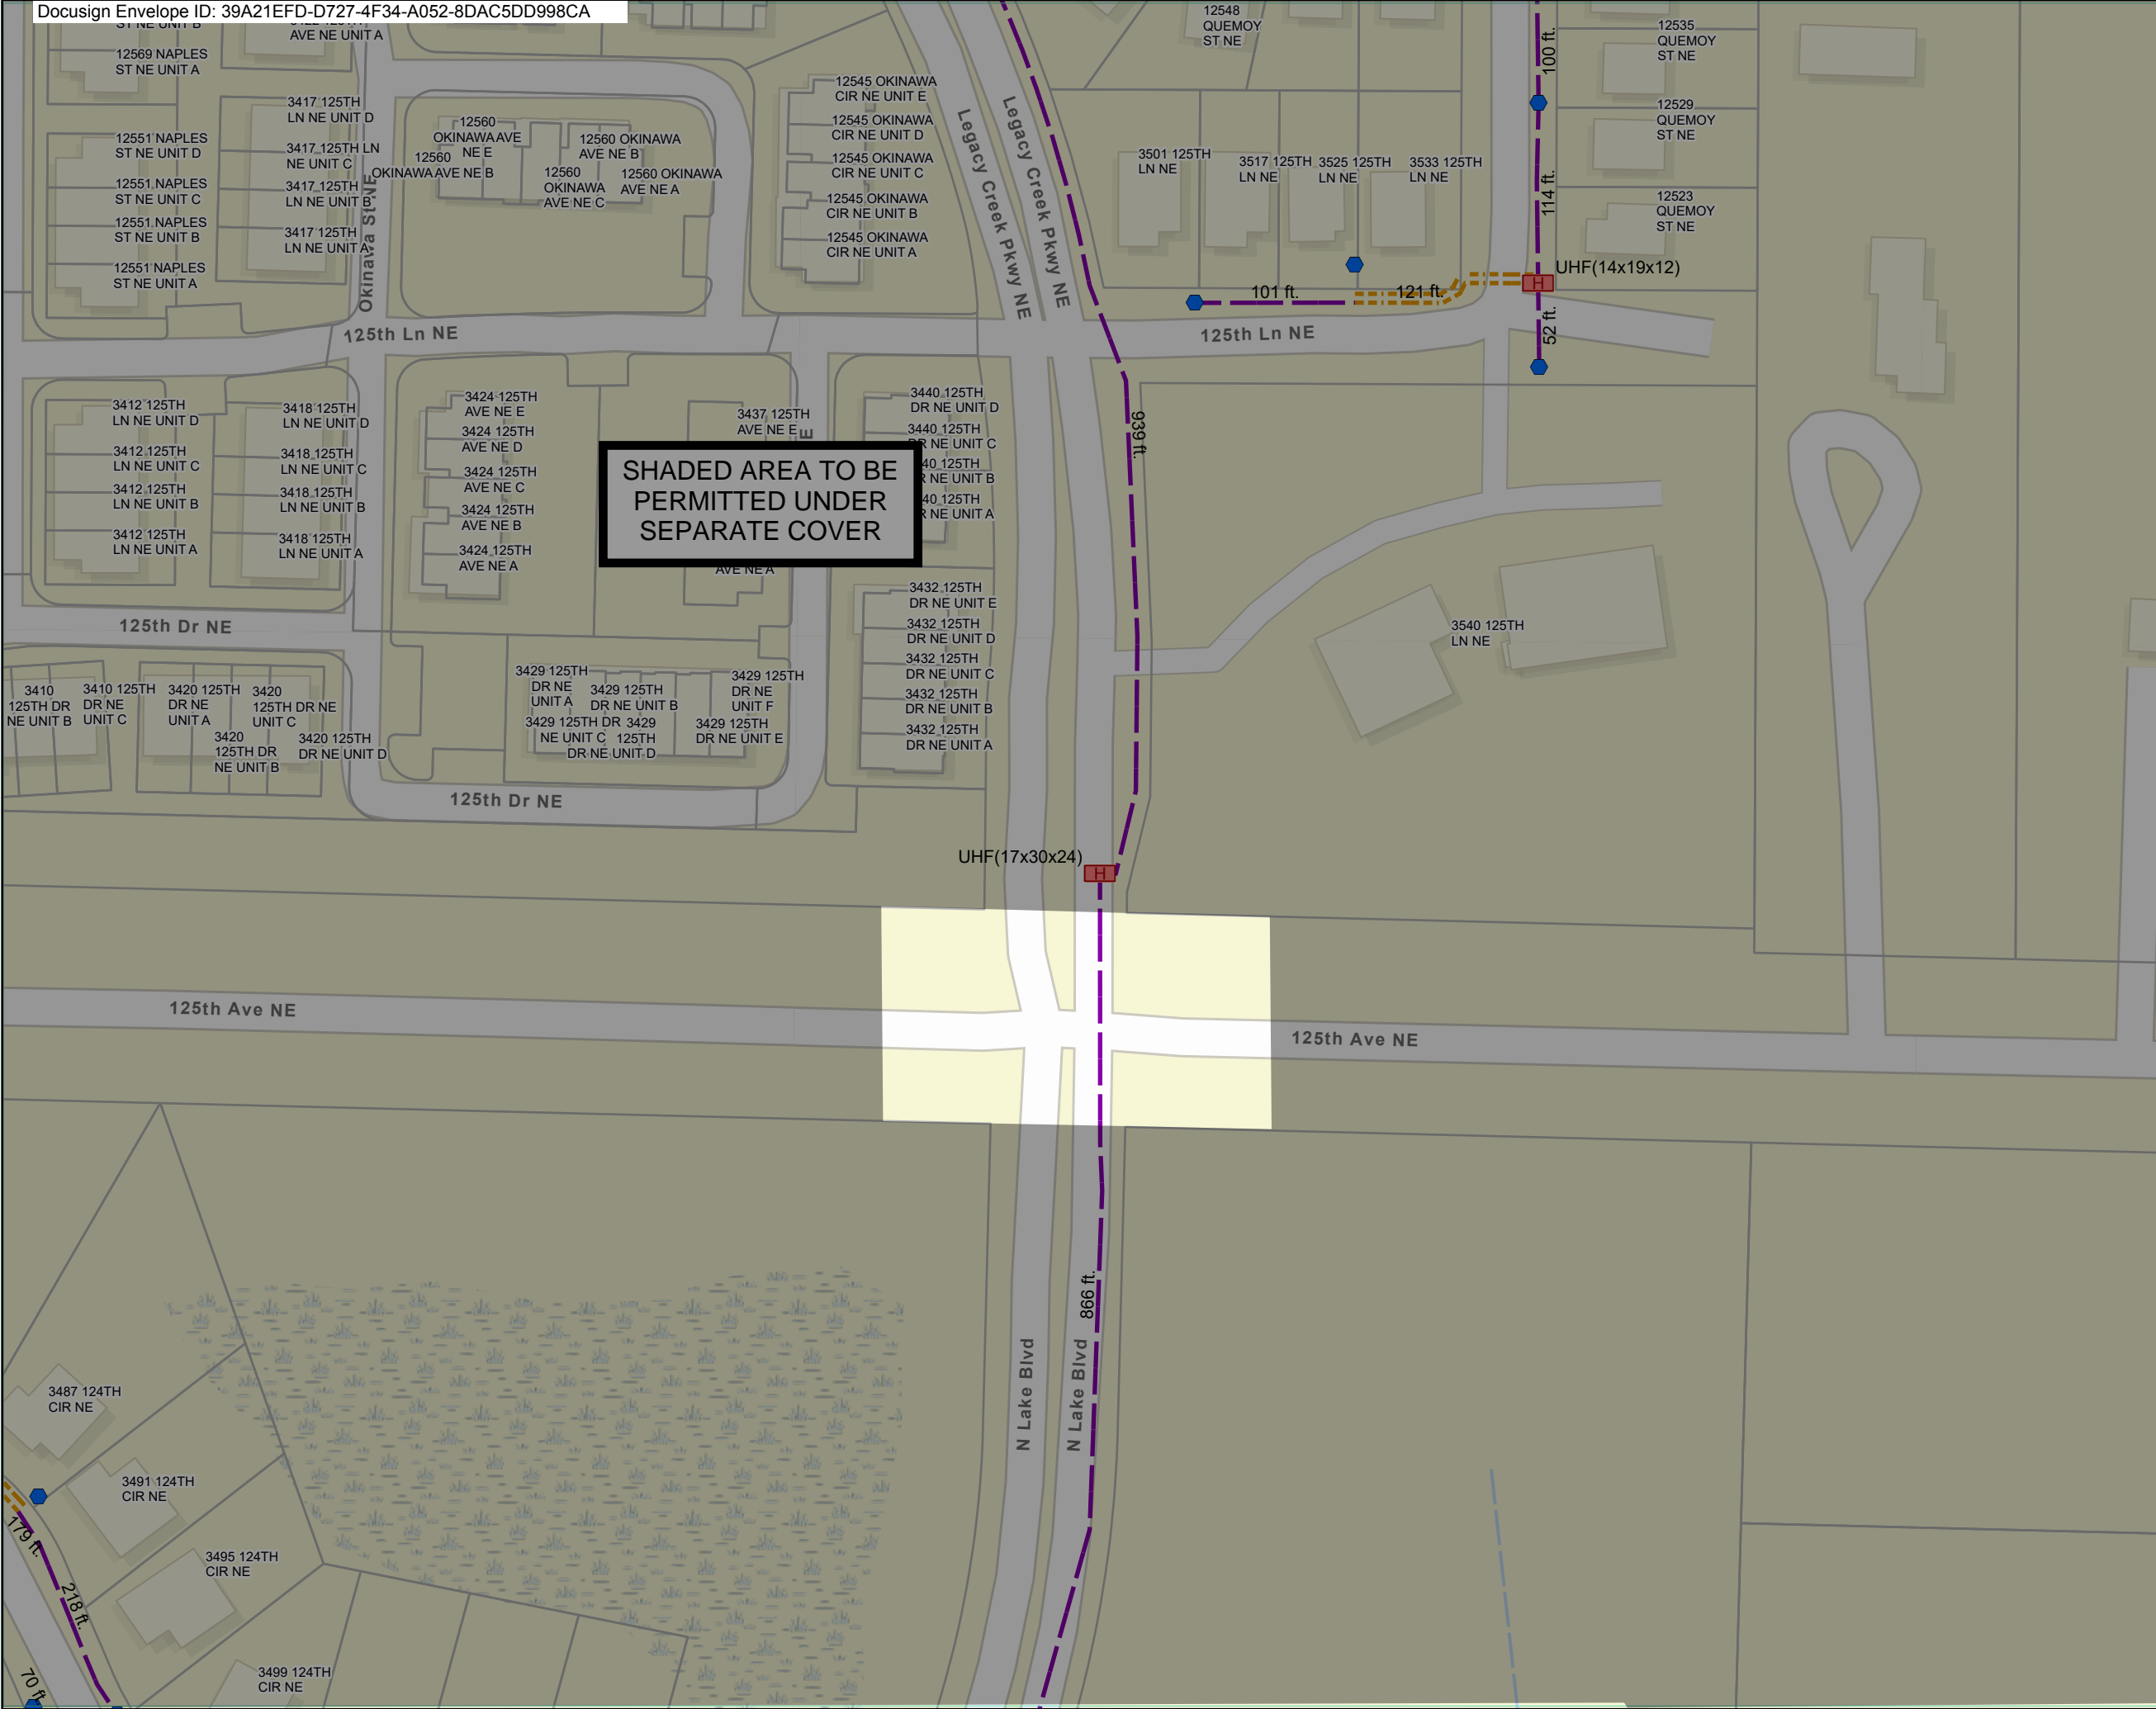 Docusign Envelope ID: 39A21EFD-D727-4F34-A052-8DAC5DD998CA
ST NE UNIT B
AVE NE UNIT A
12569 NAPLES
ST NE UNIT A
3417 125TH
LN NE UNIT D
12551 NAPLES
ST NE UNIT D
3417 125TH LN
NE UNIT C
12551 NAPLES
ST NE UNIT C
3417 125TH
LN NE UNIT B
12551 NAPLES
ST NE UNIT B
3417 125TH
LN NE UNIT A
12551 NAPLES
ST NE UNIT A
Okinawa St NE
12560
OKINAWA AVE
NE E
12560
OKINAWA AVE NE B
12560
OKINAWA
AVE NE C
12560 OKINAWA
AVE NE B
12560 OKINAWA
AVE NE A
12545 OKINAWA
CIR NE UNIT E
12545 OKINAWA
CIR NE UNIT D
12545 OKINAWA
CIR NE UNIT C
12545 OKINAWA
CIR NE UNIT B
12545 OKINAWA
CIR NE UNIT A
Legacy Creek Pkwy NE
Legacy Creek Pkwy NE
12548
QUEMOY
ST NE
3501 125TH
LN NE
3517 125TH
LN NE
3525 125TH
LN NE
3533 125TH
LN NE
100 ft.
12535
QUEMOY
ST NE
12529
QUEMOY
ST NE
114 ft.
12523
QUEMOY
ST NE
UHF(14x19x12)
101 ft.
121 ft.
52 ft.
125th Ln NE
125th Ln NE
3412 125TH
LN NE UNIT D
3412 125TH
LN NE UNIT C
3412 125TH
LN NE UNIT B
3412 125TH
LN NE UNIT A
3418 125TH
LN NE UNIT D
3418 125TH
LN NE UNIT C
3418 125TH
LN NE UNIT B
3418 125TH
LN NE UNIT A
3424 125TH
AVE NE E
3424 125TH
AVE NE D
3424 125TH
AVE NE C
3424 125TH
AVE NE B
3424 125TH
AVE NE A
3437 125TH
AVE NE E
E
SHADED AREA TO BE
PERMITTED UNDER
SEPARATE COVER
AVE NE A
3440 125TH
DR NE UNIT D
3440 125TH
DR NE UNIT C
40 125TH
R NE UNIT B
40 125TH
R NE UNIT A
939 ft.
3432 125TH
DR NE UNIT E
3432 125TH
DR NE UNIT D
3432 125TH
DR NE UNIT C
3432 125TH
DR NE UNIT B
3432 125TH
DR NE UNIT A
3540 125TH
LN NE
125th Dr NE
3410
125TH DR
NE UNIT B
3410 125TH
DR NE
UNIT C
3420 125TH
DR NE
UNIT A
3420
125TH DR NE
UNIT C
3420
125TH DR
NE UNIT B
3420 125TH
DR NE UNIT D
3429 125TH
DR NE
UNIT A
3429 125TH
DR NE UNIT B
3429 125TH
DR NE
UNIT F
3429 125TH DR
NE UNIT C
3429
125TH
DR NE UNIT D
3429 125TH
DR NE UNIT E
125th Dr NE
UHF(17x30x24)
H
H
125th Ave NE
125th Ave NE
866 ft.
N Lake Blvd
N Lake Blvd
3487 124TH
CIR NE
3491 124TH
CIR NE
3495 124TH
CIR NE
3499 124TH
CIR NE
179 ft.
218 ft.
70 ft